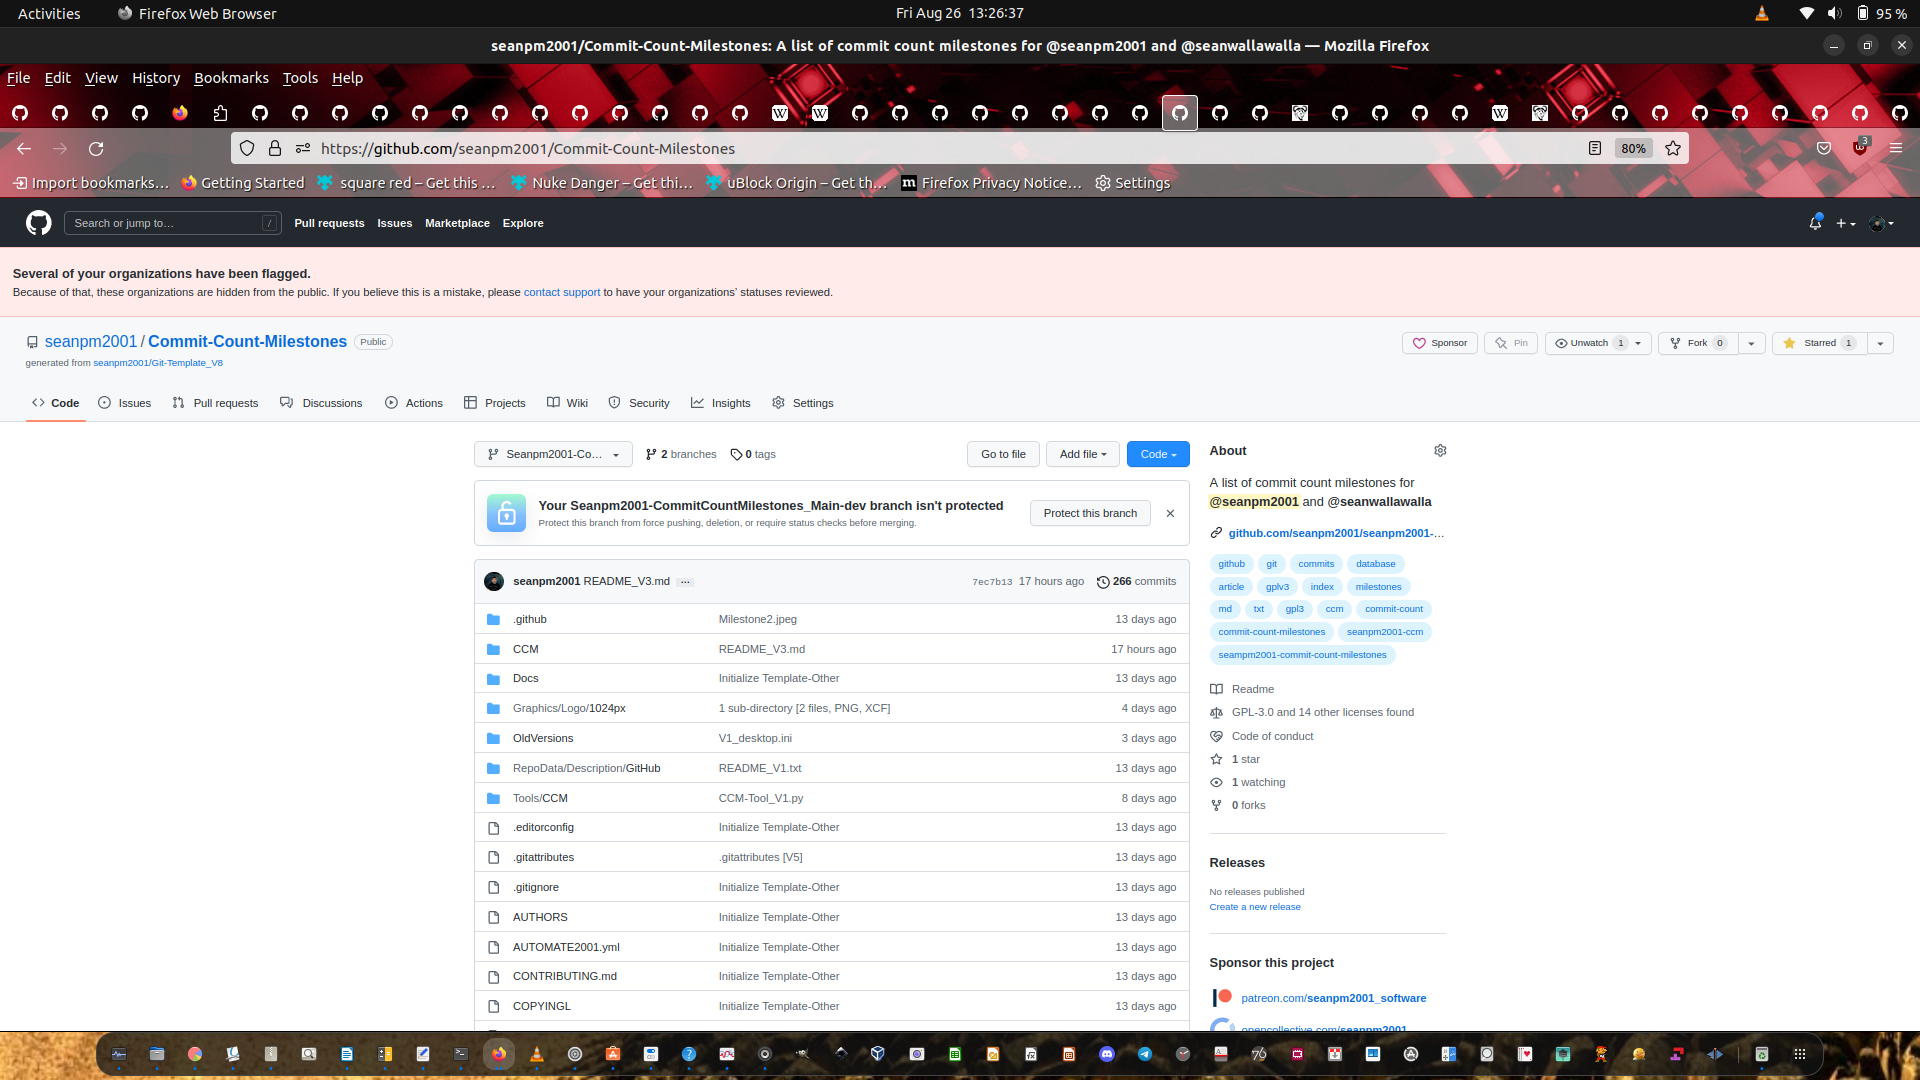 Activities
Firefox Web Browser
Fri Aug 26 13:26:37
95 %
seanpm2001/Commit-Count-Milestones: A list of commit count milestones for @seanpm2001 and @seanwallawalla — Mozilla Firefox
File Edit View History Bookmarks Tools Help
https://github.com/seanpm2001/Commit-Count-Milestones
80%
3
Import bookmarks…
Getting Started
square red – Get this …
Nuke Danger – Get thi…
uBlock Origin – Get th…
Firefox Privacy Notice…
Settings
Search or jump to…
/
Pull requests
Issues
Marketplace
Explore
Several of your organizations have been flagged.
Because of that, these organizations are hidden from the public. If you believe this is a mistake, please contact support to have your organizations’ statuses reviewed.
seanpm2001 / Commit-Count-Milestones
Public
generated from seanpm2001/Git-Template_V8
Sponsor
Pin
Unwatch 1
Fork 0
Starred 1
Code
Issues
Pull requests
Discussions
Actions
Projects
Wiki
Security
Insights
Settings
Seanpm2001-Co…
2 branches
0 tags
Go to file
Add file
Code
Your Seanpm2001-CommitCountMilestones_Main-dev branch isn't protected
Protect this branch from force pushing, deletion, or require status checks before merging.
Protect this branch
seanpm2001 README_V3.md …
7ec7b13 17 hours ago
266 commits
.github Milestone2.jpeg 13 days ago
CCM README_V3.md 17 hours ago
Docs Initialize Template-Other 13 days ago
Graphics/Logo/1024px 1 sub-directory [2 files, PNG, XCF] 4 days ago
OldVersions V1_desktop.ini 3 days ago
RepoData/Description/GitHub README_V1.txt 13 days ago
Tools/CCM CCM-Tool_V1.py 8 days ago
.editorconfig Initialize Template-Other 13 days ago
.gitattributes .gitattributes [V5] 13 days ago
.gitignore Initialize Template-Other 13 days ago
AUTHORS Initialize Template-Other 13 days ago
AUTOMATE2001.yml Initialize Template-Other 13 days ago
CONTRIBUTING.md Initialize Template-Other 13 days ago
COPYINGL Initialize Template-Other 13 days ago
About
A list of commit count milestones for
@seanpm2001 and @seanwallawalla
github.com/seanpm2001/seanpm2001-…
github git commits database
article gplv3 index milestones
md txt gpl3 ccm commit-count
commit-count-milestones seanpm2001-ccm
seampm2001-commit-count-milestones
Readme
GPL-3.0 and 14 other licenses found
Code of conduct
1 star
1 watching
0 forks
Releases
No releases published
Create a new release
Sponsor this project
patreon.com/seanpm2001_software
opencollective.com/seanpm2001